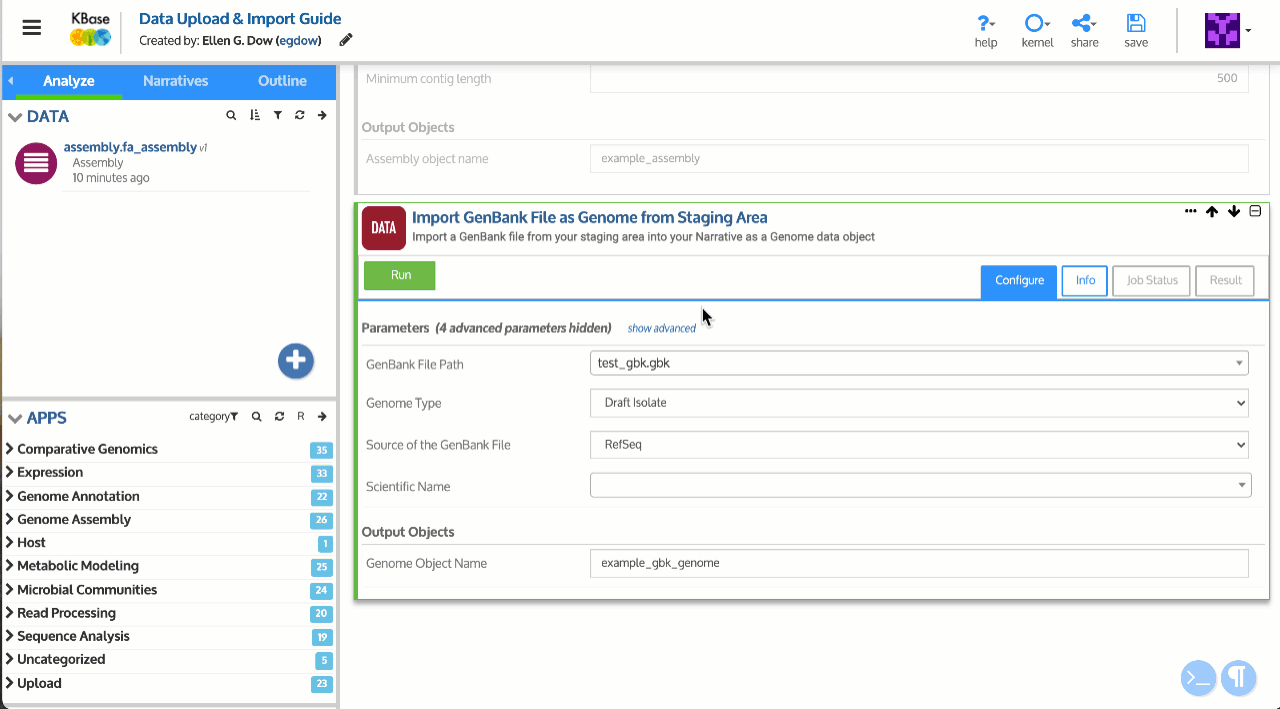 KBase
Data Upload & Import Guide
Created by: Ellen G. Dow (egdow)
help
kernel
share
save
Analyze
Narratives
Outline
DATA
assembly.fa_assembly v1
Assembly
10 minutes ago
APPS
category
R
Comparative Genomics 35
Expression 33
Genome Annotation 22
Genome Assembly 26
Host 1
Metabolic Modeling 25
Microbial Communities 24
Read Processing 20
Sequence Analysis 19
Uncategorized 5
Upload 23
Minimum contig length 500
Output Objects
Assembly object name example_assembly
DATA
Import GenBank File as Genome from Staging Area
Import a GenBank file from your staging area into your Narrative as a Genome data object
Run
Configure
Info
Job Status
Result
Parameters (4 advanced parameters hidden) show advanced
GenBank File Path test_gbk.gbk
Genome Type Draft Isolate
Source of the GenBank File RefSeq
Scientific Name
Output Objects
Genome Object Name example_gbk_genome